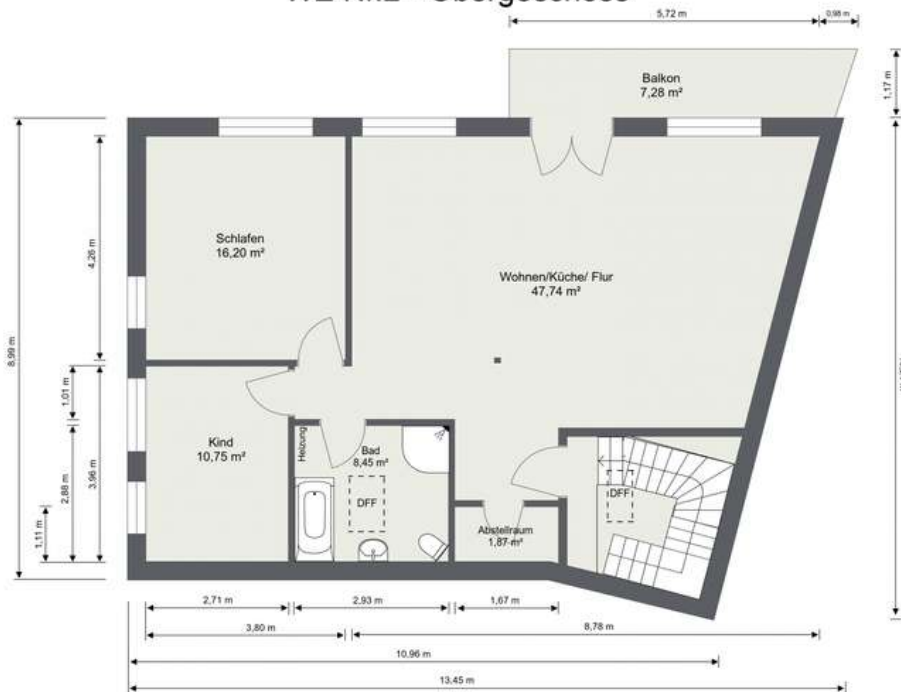 5,72 m
0,98 m
Balkon
7,28 m²
1,17 m
8,99 m
4,26 m
Schlafen
16,20 m²
Wohnen/Küche/ Flur
47,74 m²
1,01 m
3,96 m
2,88 m
1,11 m
Kind
10,75 m²
Heizung
Bad
8,45 m²
DFF
DFF
Abstellraum
1,87 m²
2,71 m
2,93 m
1,67 m
3,80 m
8,78 m
10,96 m
13,45 m